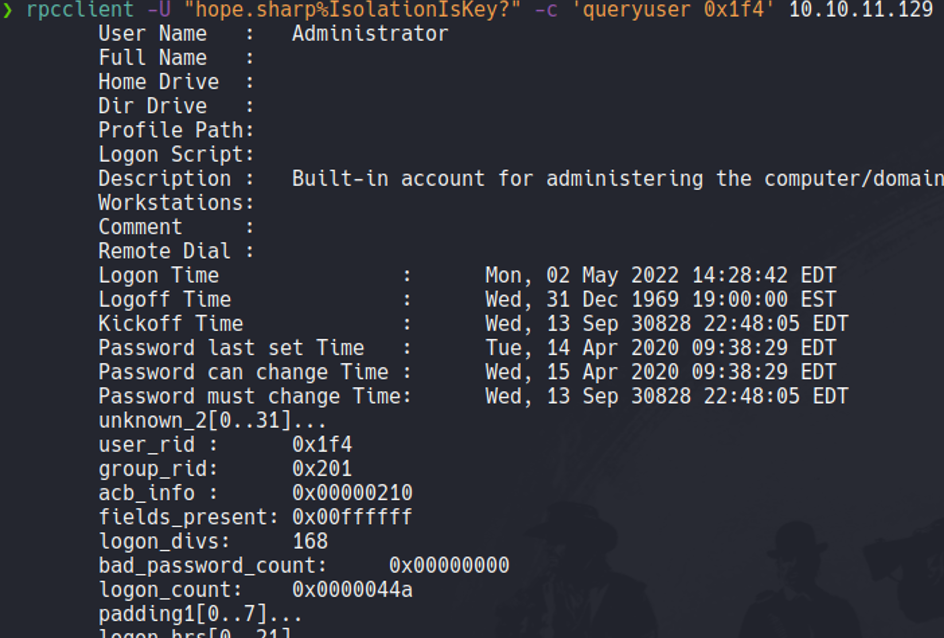 ❯ rpcclient -U "hope.sharp%IsolationIsKey?" -c 'queryuser 0x1f4' 10.10.11.129
User Name   :   Administrator
Full Name   :
Home Drive  :
Dir Drive   :
Profile Path:
Logon Script:
Description :   Built-in account for administering the computer/domain
Workstations:
Comment     :
Remote Dial :
Logon Time               :      Mon, 02 May 2022 14:28:42 EDT
Logoff Time              :      Wed, 31 Dec 1969 19:00:00 EST
Kickoff Time             :      Wed, 13 Sep 30828 22:48:05 EDT
Password last set Time   :      Tue, 14 Apr 2020 09:38:29 EDT
Password can change Time :      Wed, 15 Apr 2020 09:38:29 EDT
Password must change Time:      Wed, 13 Sep 30828 22:48:05 EDT
unknown_2[0..31]...
user_rid :      0x1f4
group_rid:      0x201
acb_info :      0x00000210
fields_present: 0x00ffffff
logon_divs:     168
bad_password_count:     0x00000000
logon_count:    0x0000044a
padding1[0..7]...
logon_hrs[0..21]